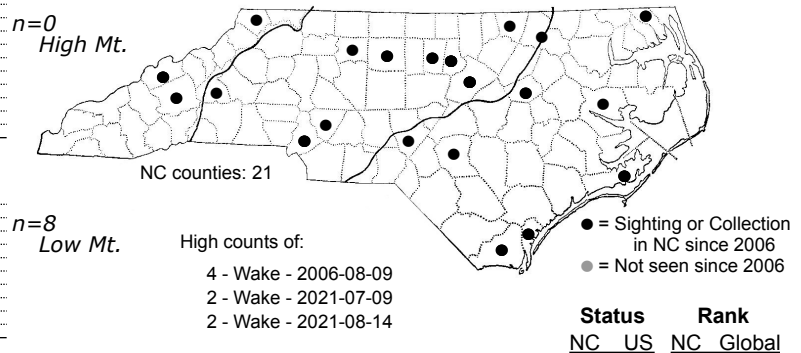 n=0
High Mt.
NC counties: 21
n=8
Low Mt.
High counts of:
4 - Wake - 2006-08-09
2 - Wake - 2021-07-09
2 - Wake - 2021-08-14
● = Sighting or Collection
in NC since 2006
● = Not seen since 2006
Status Rank
NC US NC Global